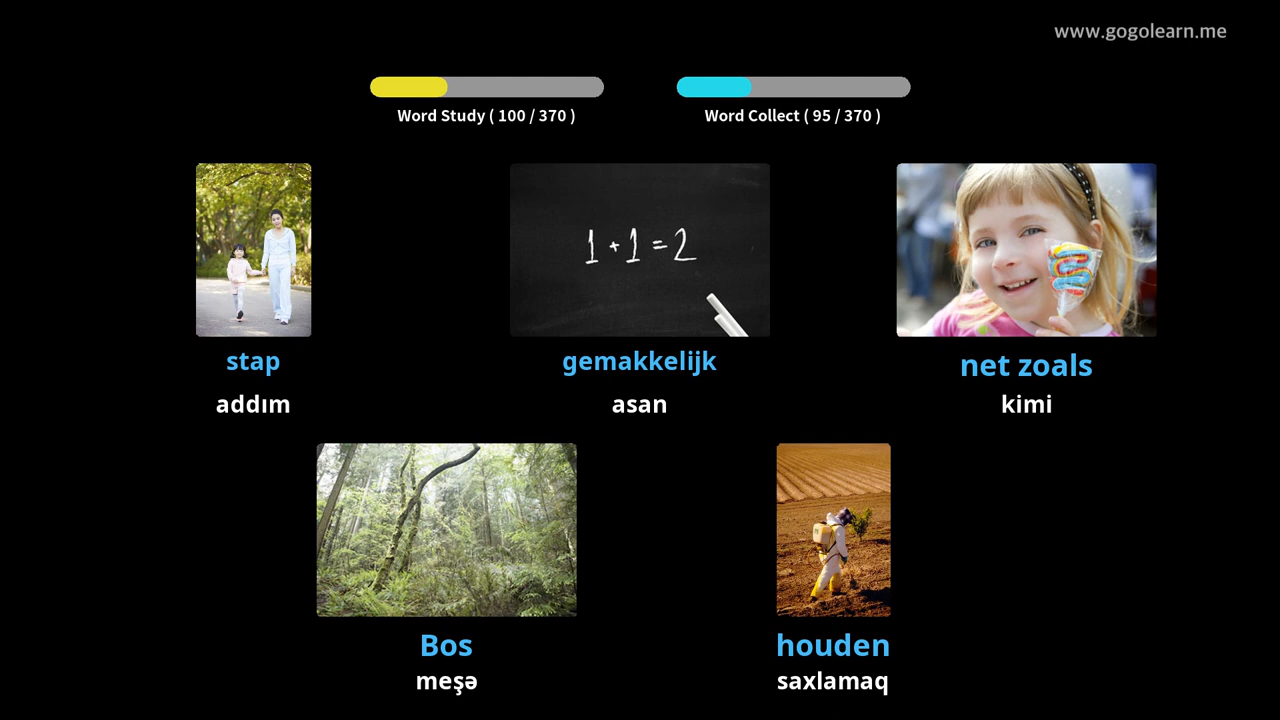 www.gogolearn.me
Word Study ( 100 / 370 )
Word Collect ( 95 / 370 )
1 + 1 = 2
stap
gemakkelijk
net zoals
addım
asan
kimi
Bos
houden
meşə
saxlamaq